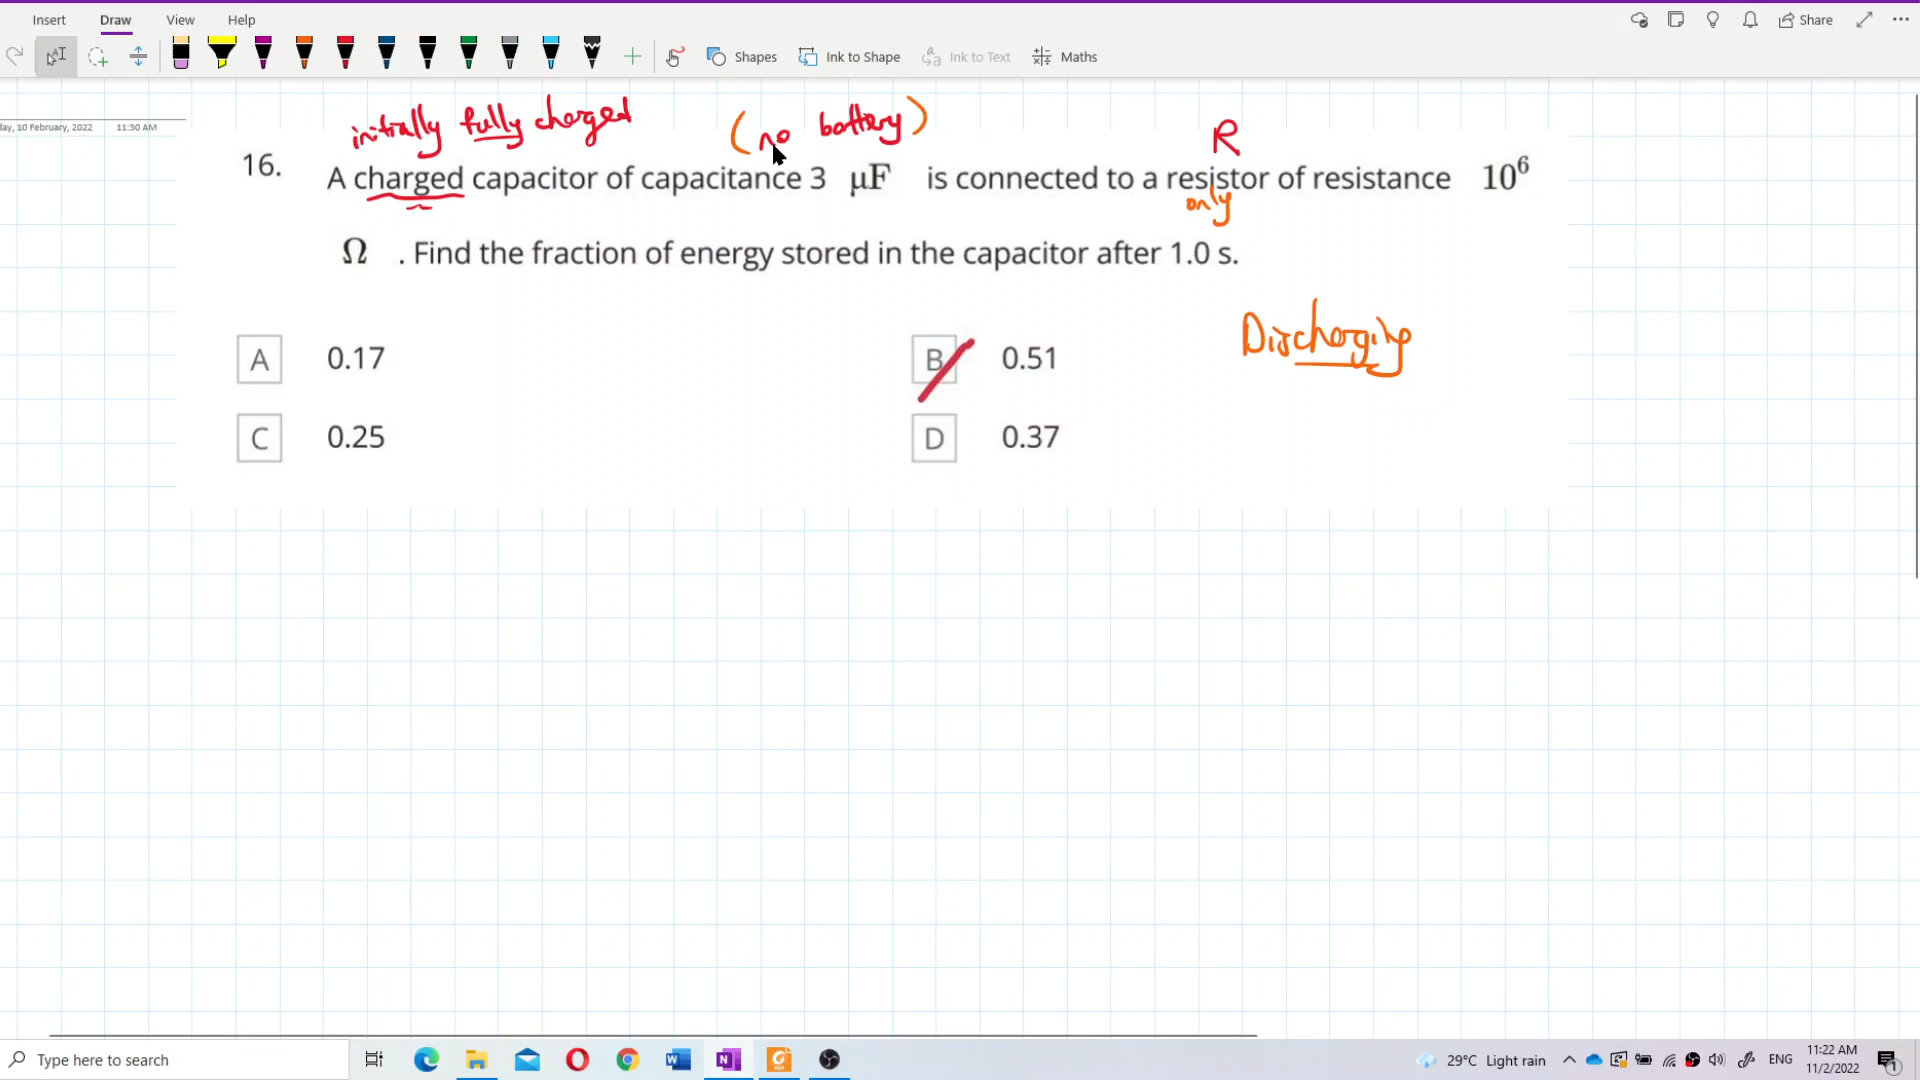 Insert Draw View Help
Share
Shapes Ink to Shape Ink to Text Maths
day, 10 February, 2022 11:30 AM
initially fully charged (no battery) R
16. A charged capacitor of capacitance 3 μF is connected to a resistor of resistance 10⁶
only
Ω . Find the fraction of energy stored in the capacitor after 1.0 s.
Discharging
A 0.17 B 0.51
C 0.25 D 0.37
Type here to search
29°C Light rain ENG 11:22 AM
11/2/2022